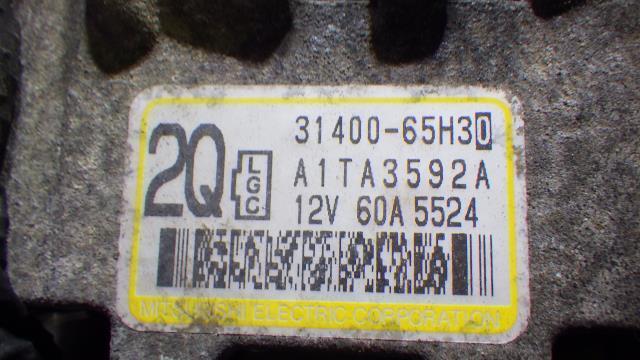 2Q
LGC
31400-65H30
A1TA3592A
12V 60A 5524
MITSUBISHI ELECTRIC CORPORATION